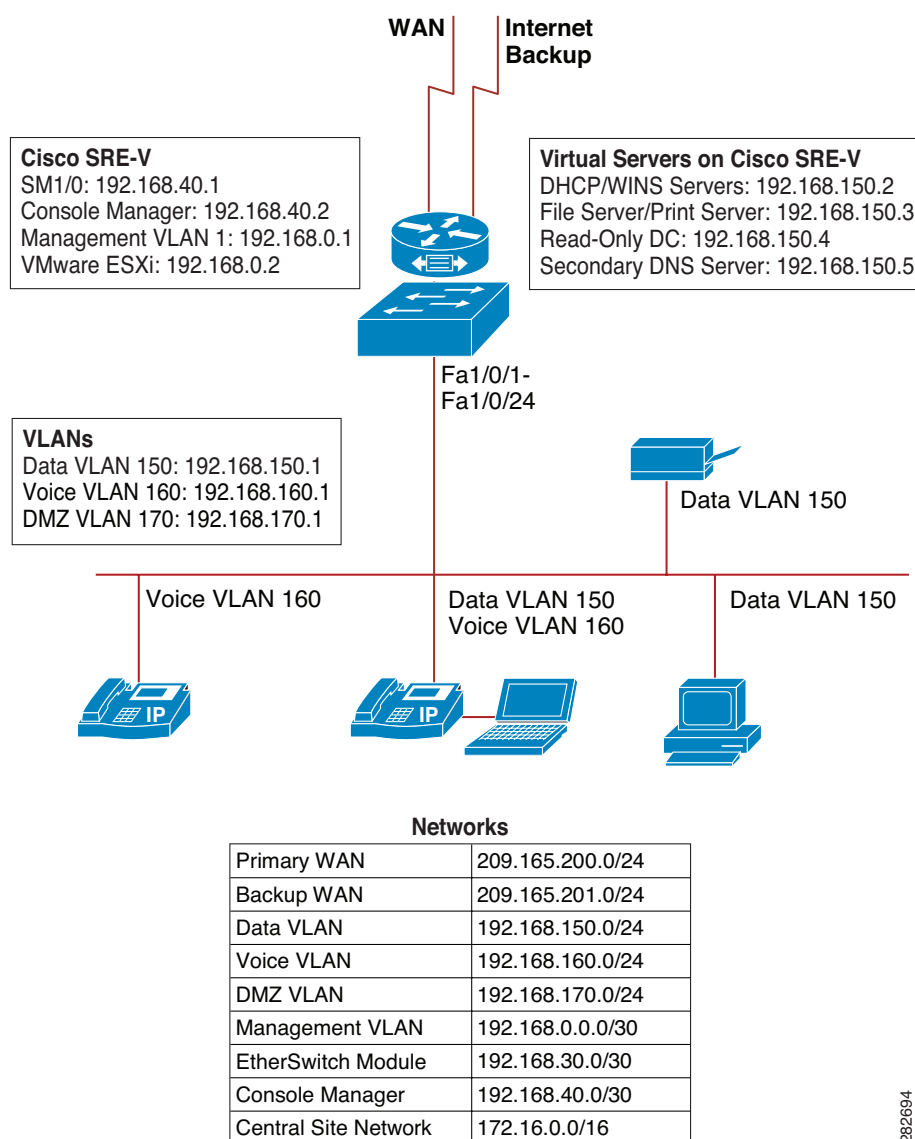 WAN
Internet
Backup
Cisco SRE-V
SM1/0: 192.168.40.1
Console Manager: 192.168.40.2
Management VLAN 1: 192.168.0.1
VMware ESXi: 192.168.0.2
Virtual Servers on Cisco SRE-V
DHCP/WINS Servers: 192.168.150.2
File Server/Print Server: 192.168.150.3
Read-Only DC: 192.168.150.4
Secondary DNS Server: 192.168.150.5
Fa1/0/1-
Fa1/0/24
VLANs
Data VLAN 150: 192.168.150.1
Voice VLAN 160: 192.168.160.1
DMZ VLAN 170: 192.168.170.1
Data VLAN 150
Voice VLAN 160
Data VLAN 150
Voice VLAN 160
Data VLAN 150
IP
IP
Networks
Primary WAN 209.165.200.0/24
Backup WAN 209.165.201.0/24
Data VLAN 192.168.150.0/24
Voice VLAN 192.168.160.0/24
DMZ VLAN 192.168.170.0/24
Management VLAN 192.168.0.0.0/30
EtherSwitch Module 192.168.30.0/30
Console Manager 192.168.40.0/30
Central Site Network 172.16.0.0/16
282694